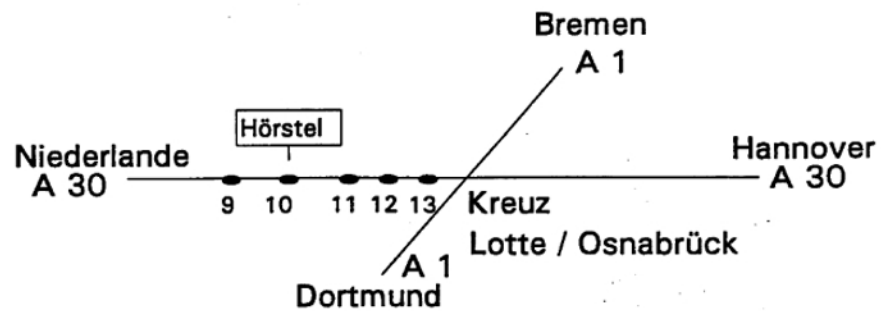 Bremen
A 1
Hörstel
Niederlande
A 30
Hannover
A 30
9 10 11 12 13
Kreuz
Lotte / Osnabrück
A 1
Dortmund